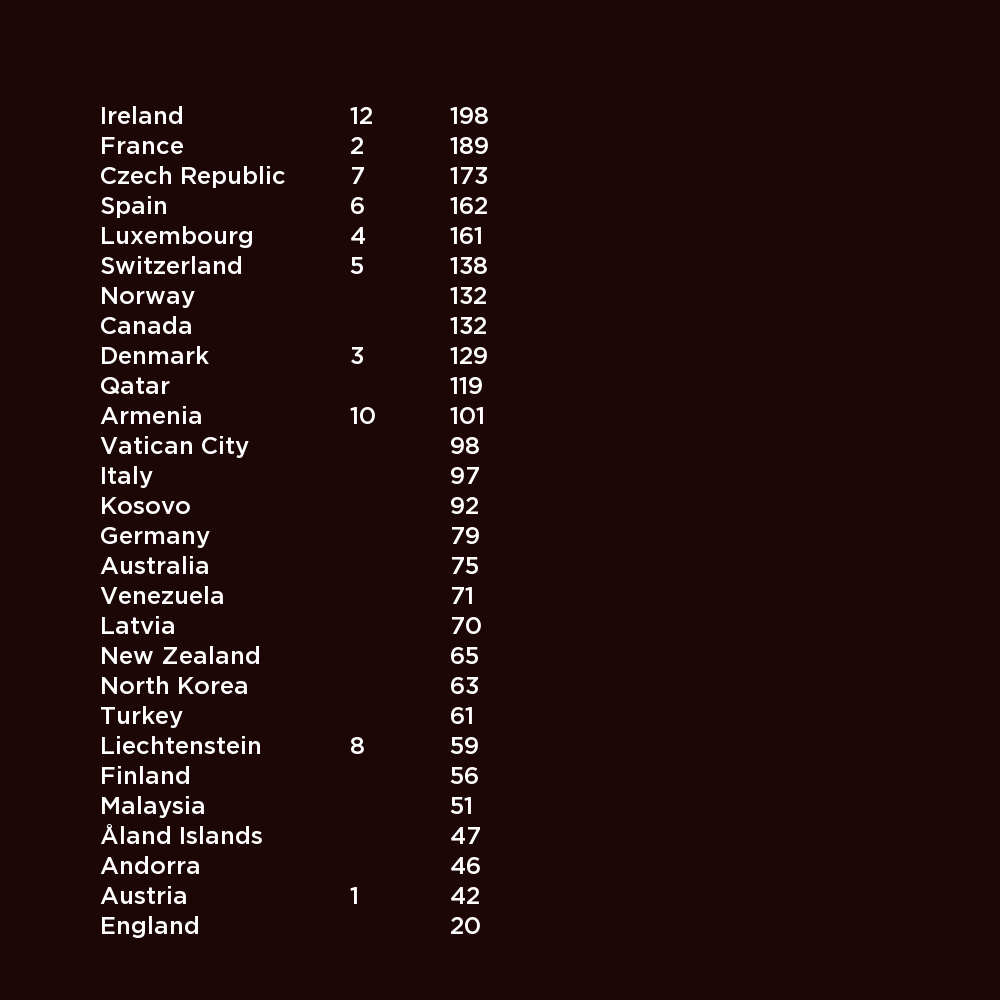 Ireland 12 198
France 2 189
Czech Republic 7 173
Spain 6 162
Luxembourg 4 161
Switzerland 5 138
Norway 132
Canada 132
Denmark 3 129
Qatar 119
Armenia 10 101
Vatican City 98
Italy 97
Kosovo 92
Germany 79
Australia 75
Venezuela 71
Latvia 70
New Zealand 65
North Korea 63
Turkey 61
Liechtenstein 8 59
Finland 56
Malaysia 51
Åland Islands 47
Andorra 46
Austria 1 42
England 20